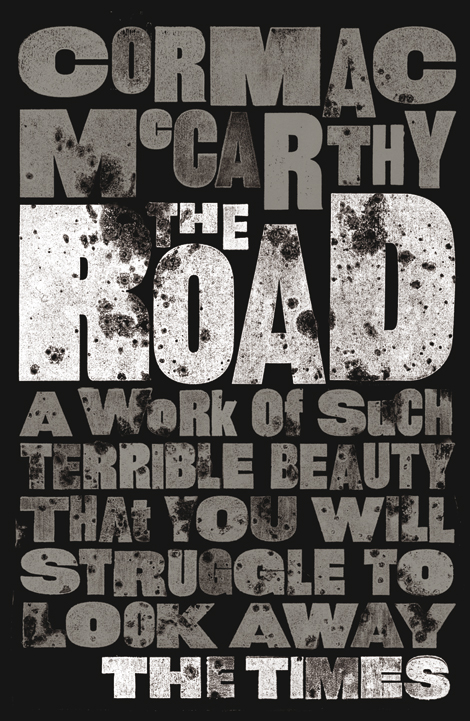 CORMAC
McCARTHY
THE
ROAD
A WoRk Of SuCH
TERRIBLE BEAUTY
THAt YOU WILL
STRUGGLE TO
LOOK AWAY
THE TIMES